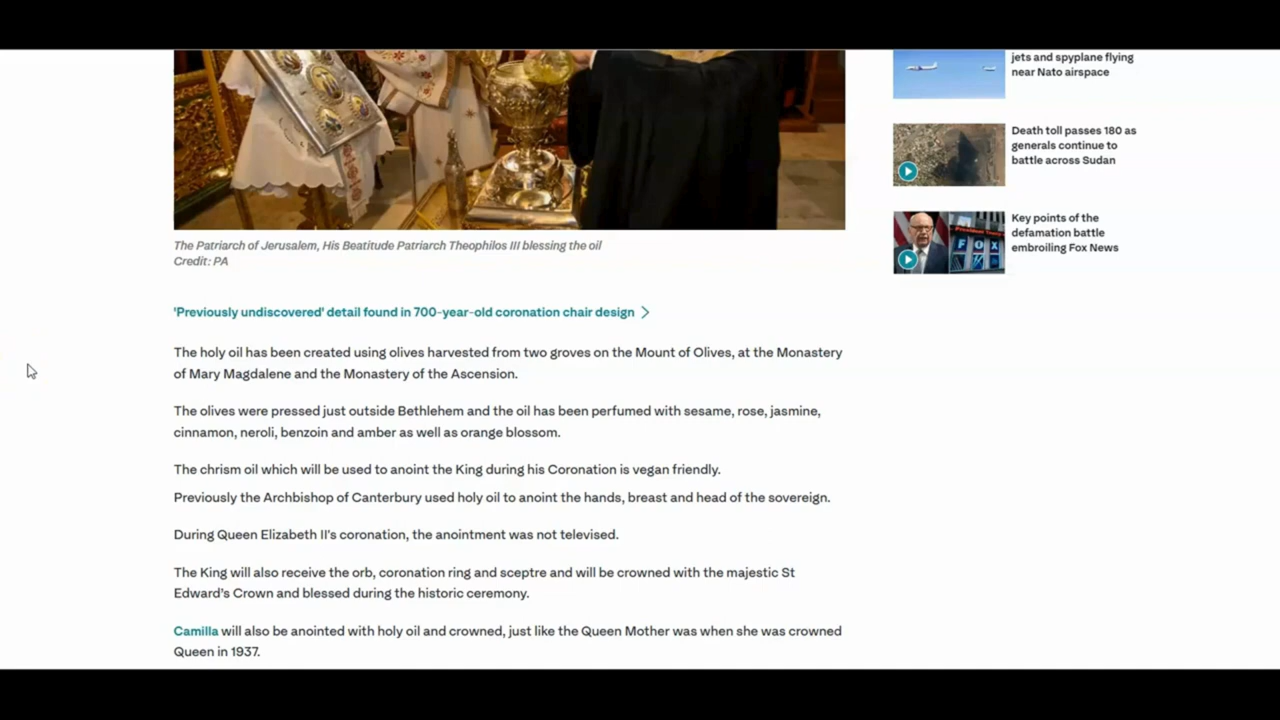 jets and spyplane flying
near Nato airspace
Death toll passes 180 as
generals continue to
battle across Sudan
Key points of the
defamation battle
embroiling Fox News
FOX
The Patriarch of Jerusalem, His Beatitude Patriarch Theophilos III blessing the oil
Credit: PA
'Previously undiscovered' detail found in 700-year-old coronation chair design
The holy oil has been created using olives harvested from two groves on the Mount of Olives, at the Monastery
of Mary Magdalene and the Monastery of the Ascension.
The olives were pressed just outside Bethlehem and the oil has been perfumed with sesame, rose, jasmine,
cinnamon, neroli, benzoin and amber as well as orange blossom.
The chrism oil which will be used to anoint the King during his Coronation is vegan friendly.
Previously the Archbishop of Canterbury used holy oil to anoint the hands, breast and head of the sovereign.
During Queen Elizabeth II's coronation, the anointment was not televised.
The King will also receive the orb, coronation ring and sceptre and will be crowned with the majestic St
Edward's Crown and blessed during the historic ceremony.
Camilla will also be anointed with holy oil and crowned, just like the Queen Mother was when she was crowned
Queen in 1937.